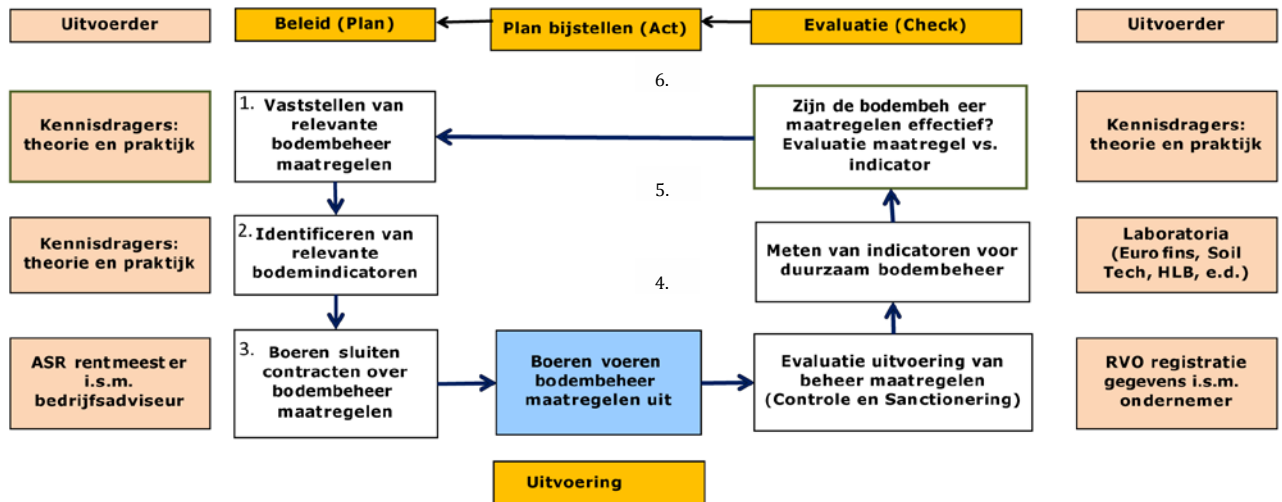 Uitvoerder
Beleid (Plan)
Plan bijstellen (Act)
Evaluatie (Check)
Uitvoerder
6.
Kennisdragers:
theorie en praktijk
1. Vaststellen van
relevante
bodembeheer
maatregelen
Zijn de bodembeh eer
maatregelen effectief?
Evaluatie maatregel vs.
indicator
Kennisdragers:
theorie en praktijk
5.
Kennisdragers:
theorie en praktijk
2. Identificeren van
relevante
bodemindicatoren
Meten van indicatoren voor
duurzaam bodembeheer
Laboratoria
(Eurofins, Soil
Tech, HLB, e.d.)
4.
ASR rentmeester
i.s.m.
bedrijfsadviseur
3. Boeren sluiten
contracten over
bodembeheer
maatregelen
Boeren voeren
bodembeheer
maatregelen uit
Evaluatie uitvoering van
beheer maatregelen
(Controle en Sanctionering)
RVO registratie
gegevens i.s.m.
ondernemer
Uitvoering